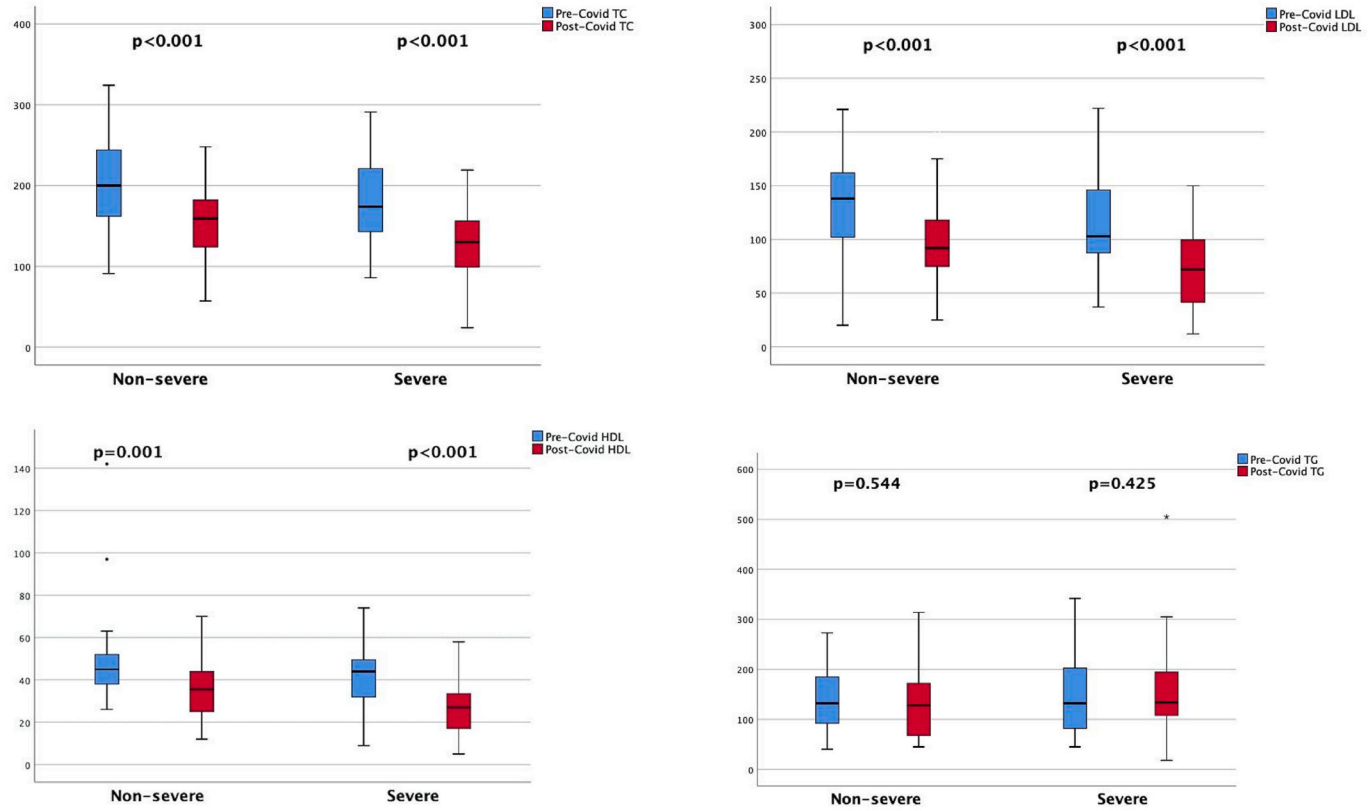 Pre-Covid TC
Post-Covid TC
p<0.001 p<0.001
400
300
200
100
0
Non-severe Severe
Pre-Covid LDL
Post-Covid LDL
p<0.001 p<0.001
300
250
200
150
100
50
0
Non-severe Severe
Pre-Covid HDL
Post-Covid HDL
p=0.001 p<0.001
140
120
100
80
60
40
20
0
Non-severe Severe
Pre-Covid TG
Post-Covid TG
p=0.544 p=0.425
600
500
400
300
200
100
0
Non-severe Severe